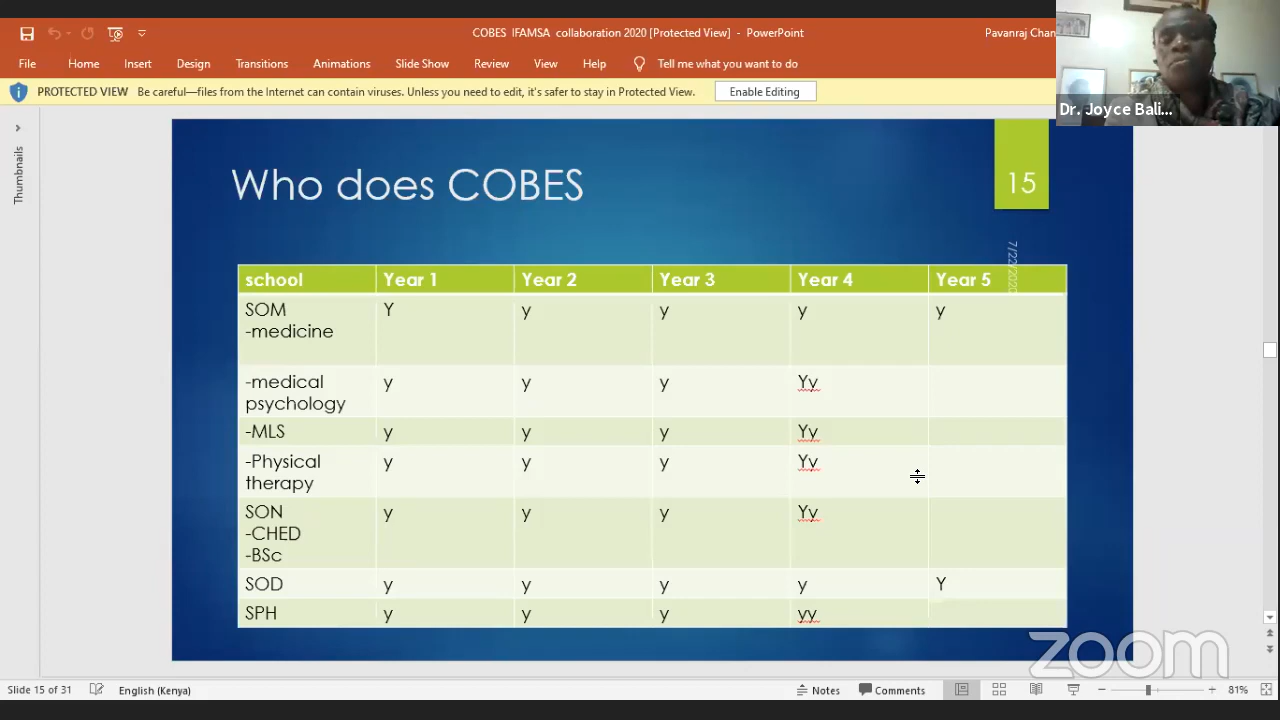 COBES IFAMSA collaboration 2020 [Protected View] - PowerPoint
Pavanraj Chan
File Home Insert Design Transitions Animations Slide Show Review View Help Tell me what you want to do
PROTECTED VIEW Be careful—files from the Internet can contain viruses. Unless you need to edit, it's safer to stay in Protected View. Enable Editing
Dr. Joyce Bali...
Thumbnails
Who does COBES
15
7/22/2020
school Year 1 Year 2 Year 3 Year 4 Year 5
SOM Y y y y y
-medicine
-medical y y y Yy
psychology
-MLS y y y Yy
-Physical y y y Yy
therapy
SON y y y Yy
-CHED
-BSc
SOD y y y y Y
SPH y y y yy
zoom
Slide 15 of 31 English (Kenya) Notes Comments 81%